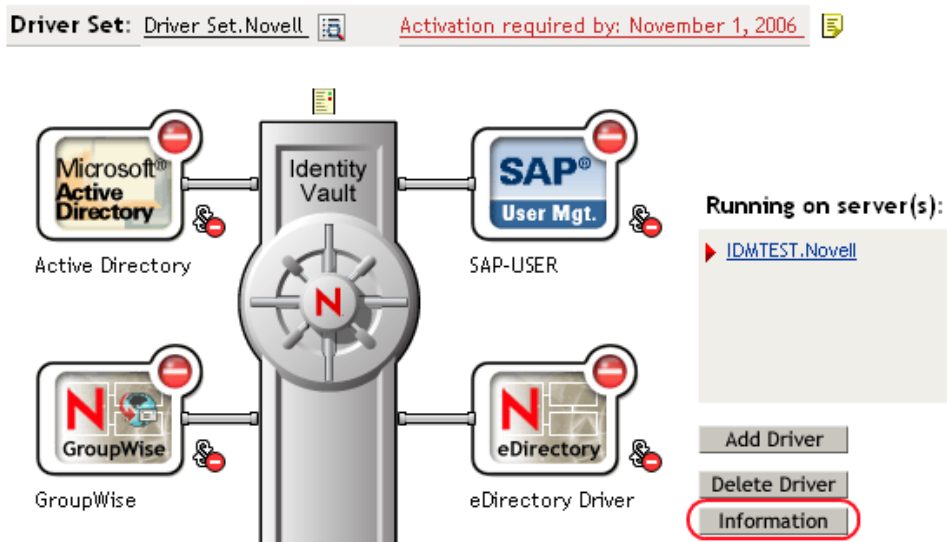 Driver Set: Driver Set.Novell Activation required by: November 1, 2006
Microsoft®
Active
Directory
Active Directory
Identity
Vault
N
SAP®
User Mgt.
SAP-USER
Running on server(s):
IDMTEST.Novell
N
GroupWise
GroupWise
N
eDirectory
eDirectory Driver
Add Driver
Delete Driver
Information